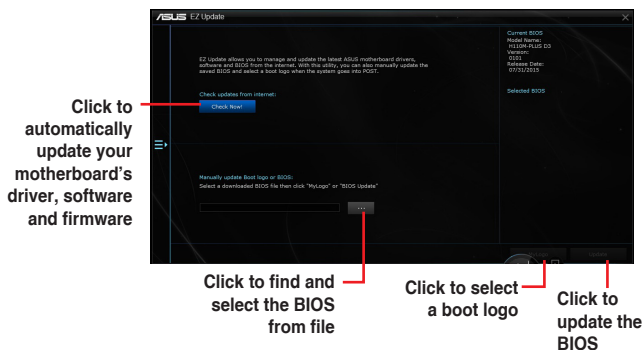 ASUS EZ Update
Current BIOS
Model Name:
H110M-PLUS D3
Version:
0101
Release Date:
07/31/2015
Selected BIOS
EZ Update allows you to manage and update the latest ASUS motherboard drivers,
software and BIOS from the internet. With this utility, you can also manually update the
saved BIOS and select a boot logo when the system goes into POST.
Check updates from internet:
Check Now!
Manually update Boot logo or BIOS:
Select a downloaded BIOS file then click "MyLogo" or "BIOS Update"
...
Click to
automatically
update your
motherboard's
driver, software
and firmware
Click to find and
select the BIOS
from file
Click to select
a boot logo
Click to
update the
BIOS